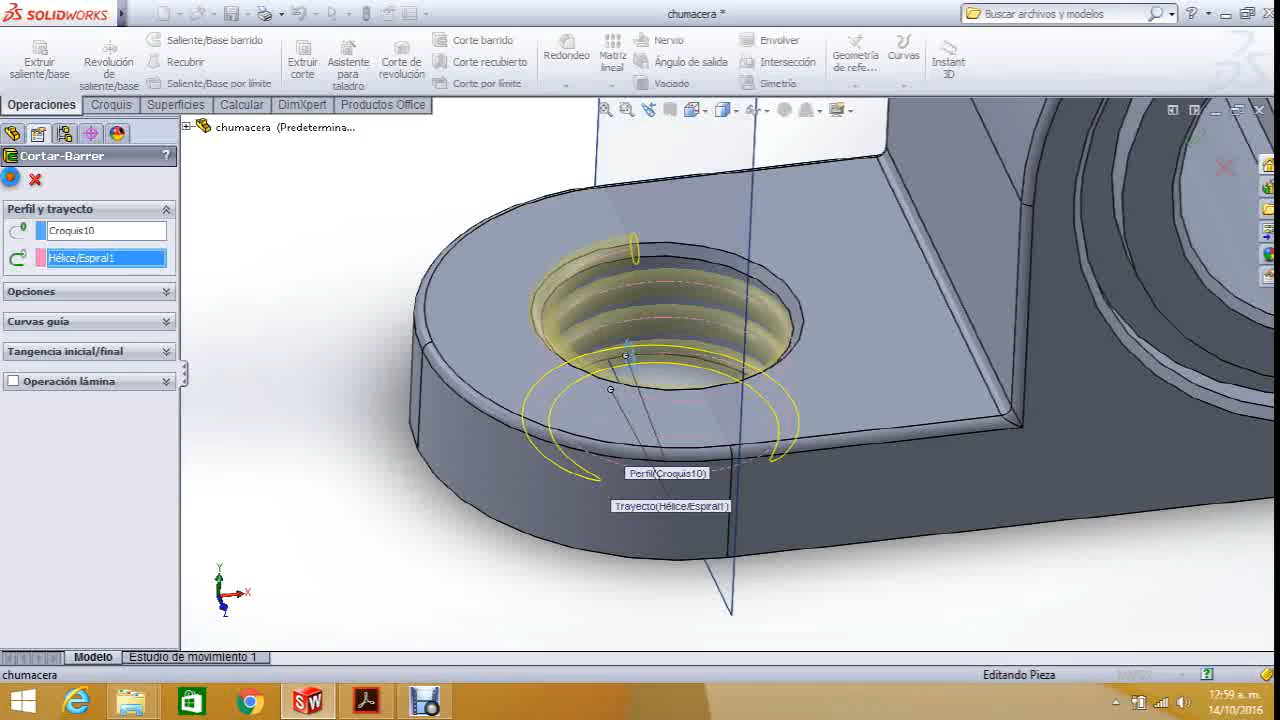 SOLIDWORKS
chumacera *
Buscar archivos y modelos
Extruir saliente/base
Revolución de saliente/base
Saliente/Base barrido
Recubrir
Saliente/Base por límite
Extruir corte
Asistente para taladro
Corte de revolución
Corte barrido
Corte recubierto
Corte por límite
Redondeo
Matriz lineal
Nervio
Ángulo de salida
Vaciado
Envolver
Intersección
Simetría
Geometría de refe...
Curvas
Instant 3D
Operaciones
Croquis
Superficies
Calcular
DimXpert
Productos Office
chumacera (Predetermina...
Cortar-Barrer
?
Perfil y trayecto
Croquis10
Hélice/Espiral1
Opciones
Curvas guía
Tangencia inicial/final
Operación lámina
Perfil(Croquis10)
Trayecto(Hélice/Espiral1)
Y
X
Z
Modelo
Estudio de movimiento 1
chumacera
Editando Pieza
12:59 a. m.
14/10/2016